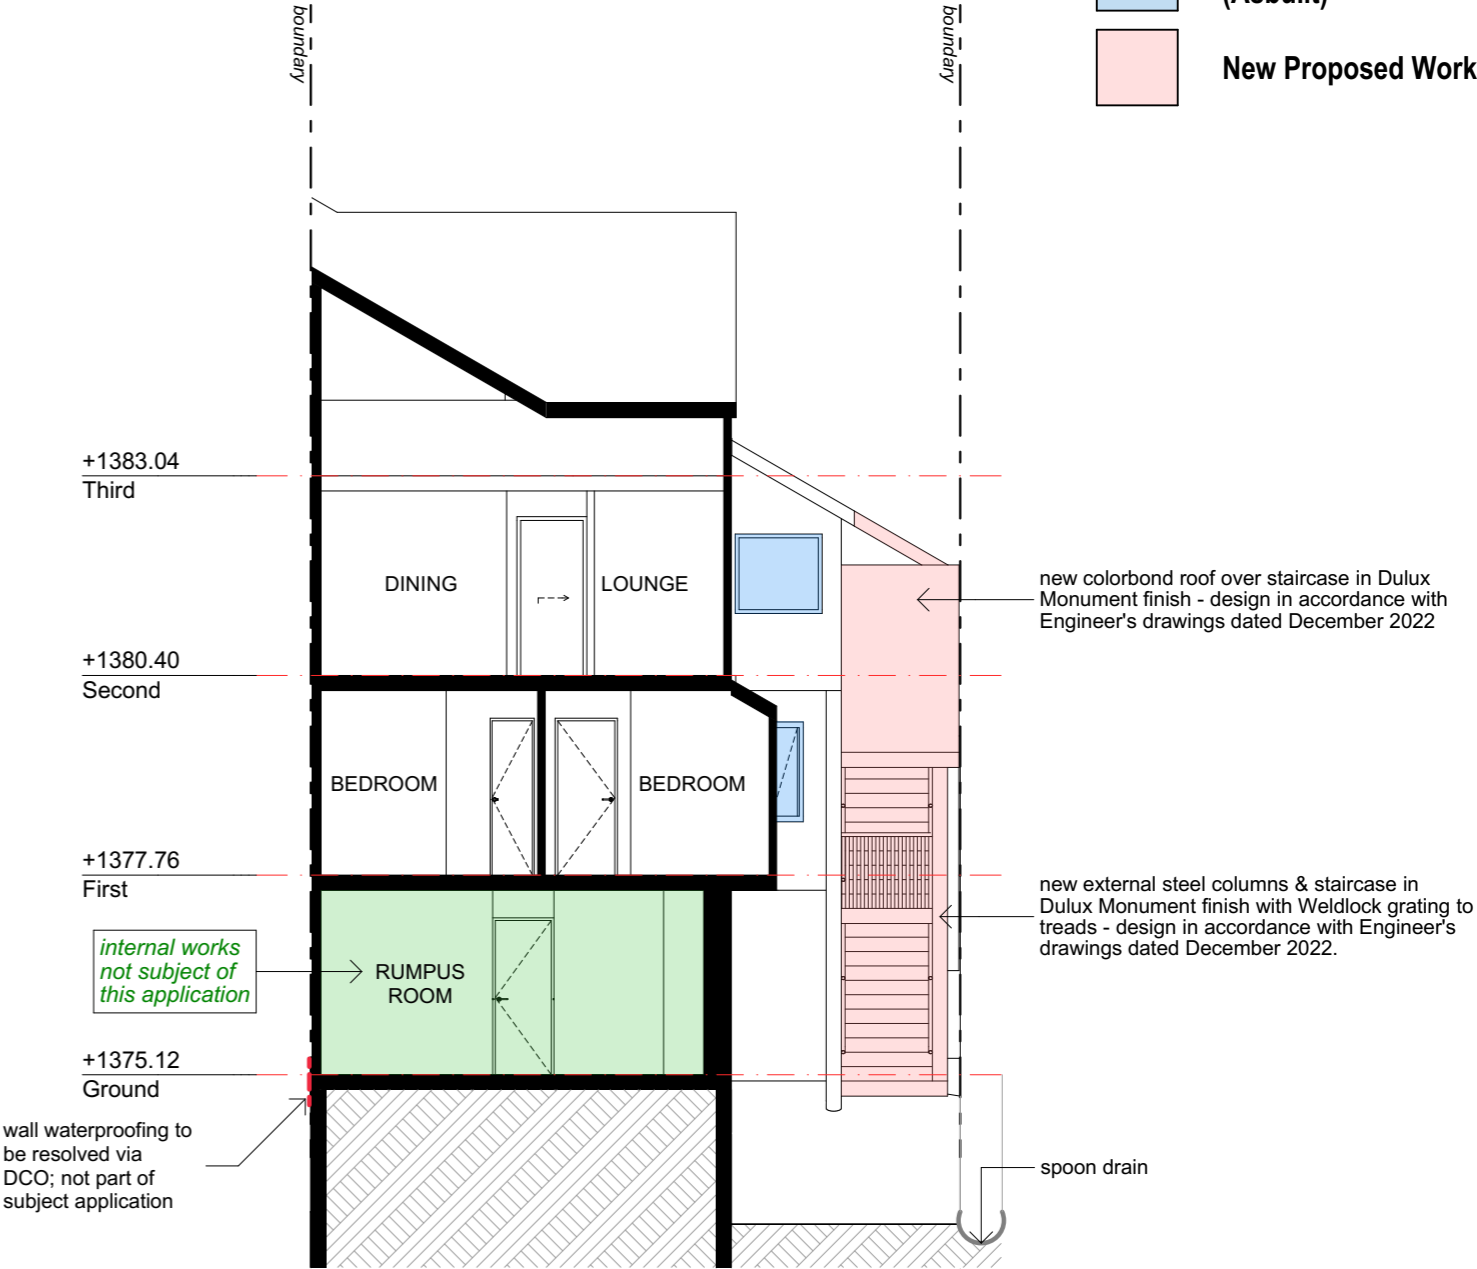 boundary
boundary
(Asbuilt)
New Proposed Work
+1383.04
Third
DINING
LOUNGE
new colorbond roof over staircase in Dulux
Monument finish - design in accordance with
Engineer's drawings dated December 2022
+1380.40
Second
BEDROOM
BEDROOM
+1377.76
First
new external steel columns & staircase in
Dulux Monument finish with Weldlock grating to
treads - design in accordance with Engineer's
drawings dated December 2022.
internal works
not subject of
this application
RUMPUS
ROOM
+1375.12
Ground
wall waterproofing to
be resolved via
DCO; not part of
subject application
spoon drain